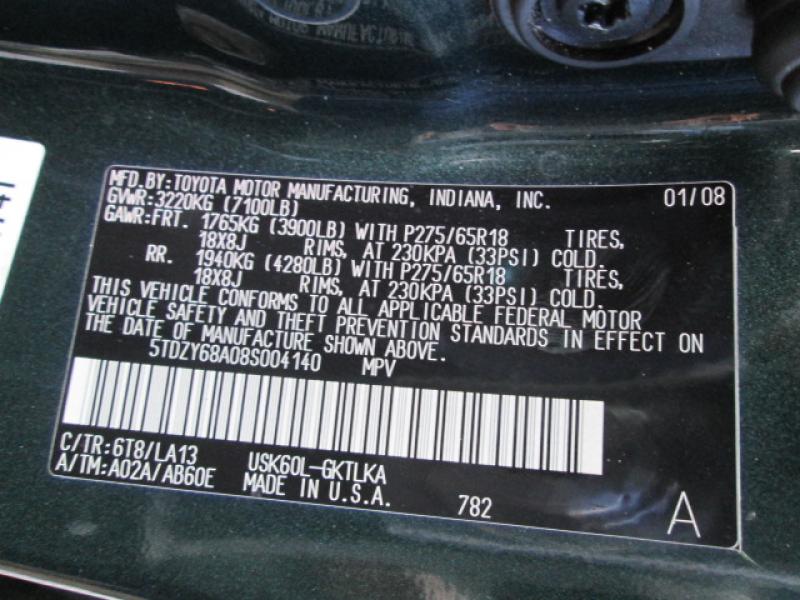 MFD.BY:TOYOTA MOTOR MANUFACTURING, INDIANA, INC. 01/08
GVWR:3220KG (7100LB)
GAWR:FRT. 1765KG (3900LB) WITH P275/65R18 TIRES,
18X8J RIMS, AT 230KPA (33PSI) COLD.
RR. 1940KG (4280LB) WITH P275/65R18 TIRES,
18X8J RIMS, AT 230KPA (33PSI) COLD.
THIS VEHICLE CONFORMS TO ALL APPLICABLE FEDERAL MOTOR
VEHICLE SAFETY AND THEFT PREVENTION STANDARDS IN EFFECT ON
THE DATE OF MANUFACTURE SHOWN ABOVE.
5TDZY68A08S004140 MPV
C/TR:6T8/LA13 USK60L-GKTLKA
A/TM:A02A/AB60E MADE IN U.S.A. 782 A